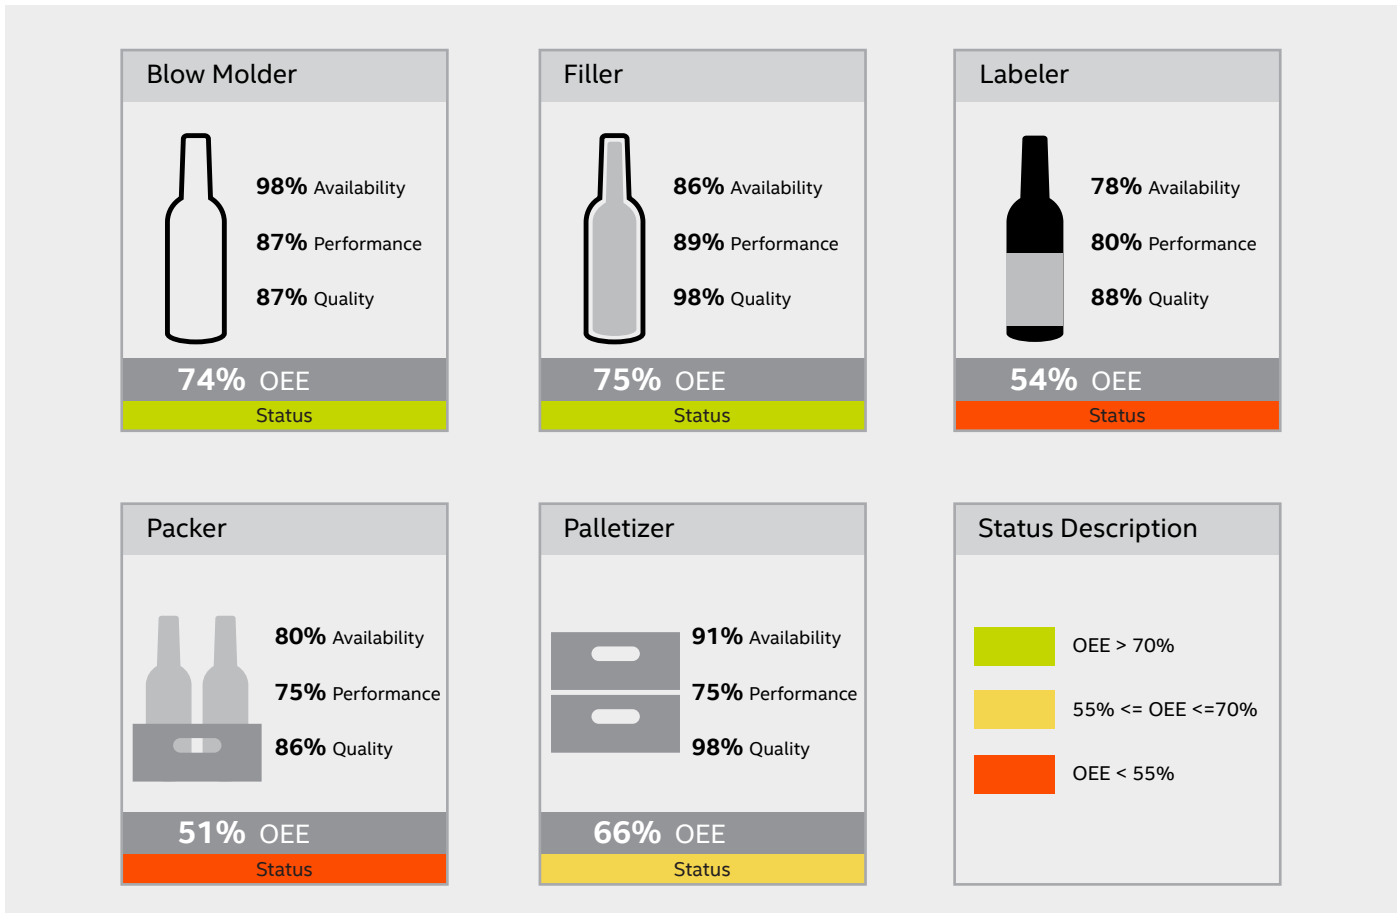 Blow Molder
98% Availability
87% Performance
87% Quality
74% OEE
Status
Filler
86% Availability
89% Performance
98% Quality
75% OEE
Status
Labeler
78% Availability
80% Performance
88% Quality
54% OEE
Status
Packer
80% Availability
75% Performance
86% Quality
51% OEE
Status
Palletizer
91% Availability
75% Performance
98% Quality
66% OEE
Status
Status Description
OEE > 70%
55% <= OEE <=70%
OEE < 55%